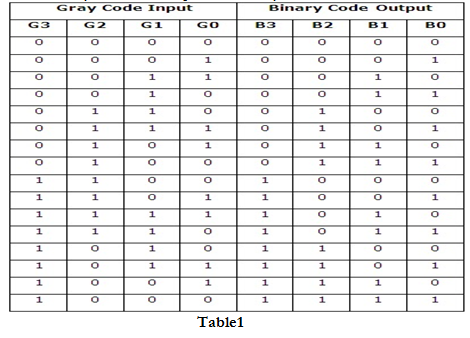 Gray Code Input Binary Code Output
G3 G2 G1 G0 B3 B2 B1 B0
0 0 0 0 0 0 0 0
0 0 0 1 0 0 0 1
0 0 1 1 0 0 1 0
0 0 1 0 0 0 1 1
0 1 1 0 0 1 0 0
0 1 1 1 0 1 0 1
0 1 0 1 0 1 1 0
0 1 0 0 0 1 1 1
1 1 0 0 1 0 0 0
1 1 0 1 1 0 0 1
1 1 1 1 1 0 1 0
1 1 1 0 1 0 1 1
1 0 1 0 1 1 0 0
1 0 1 1 1 1 0 1
1 0 0 1 1 1 1 0
1 0 0 0 1 1 1 1
Table1